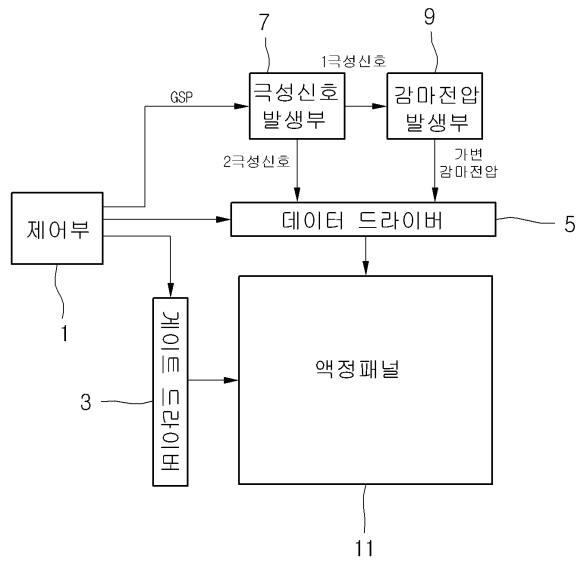 7
9
1극성신호
극성신호
발생부
감마전압
발생부
GSP
2극성신호
가변
감마전압
제어부
데이터 드라이버
5
1
게이트 드라이버
3
액정패널
11